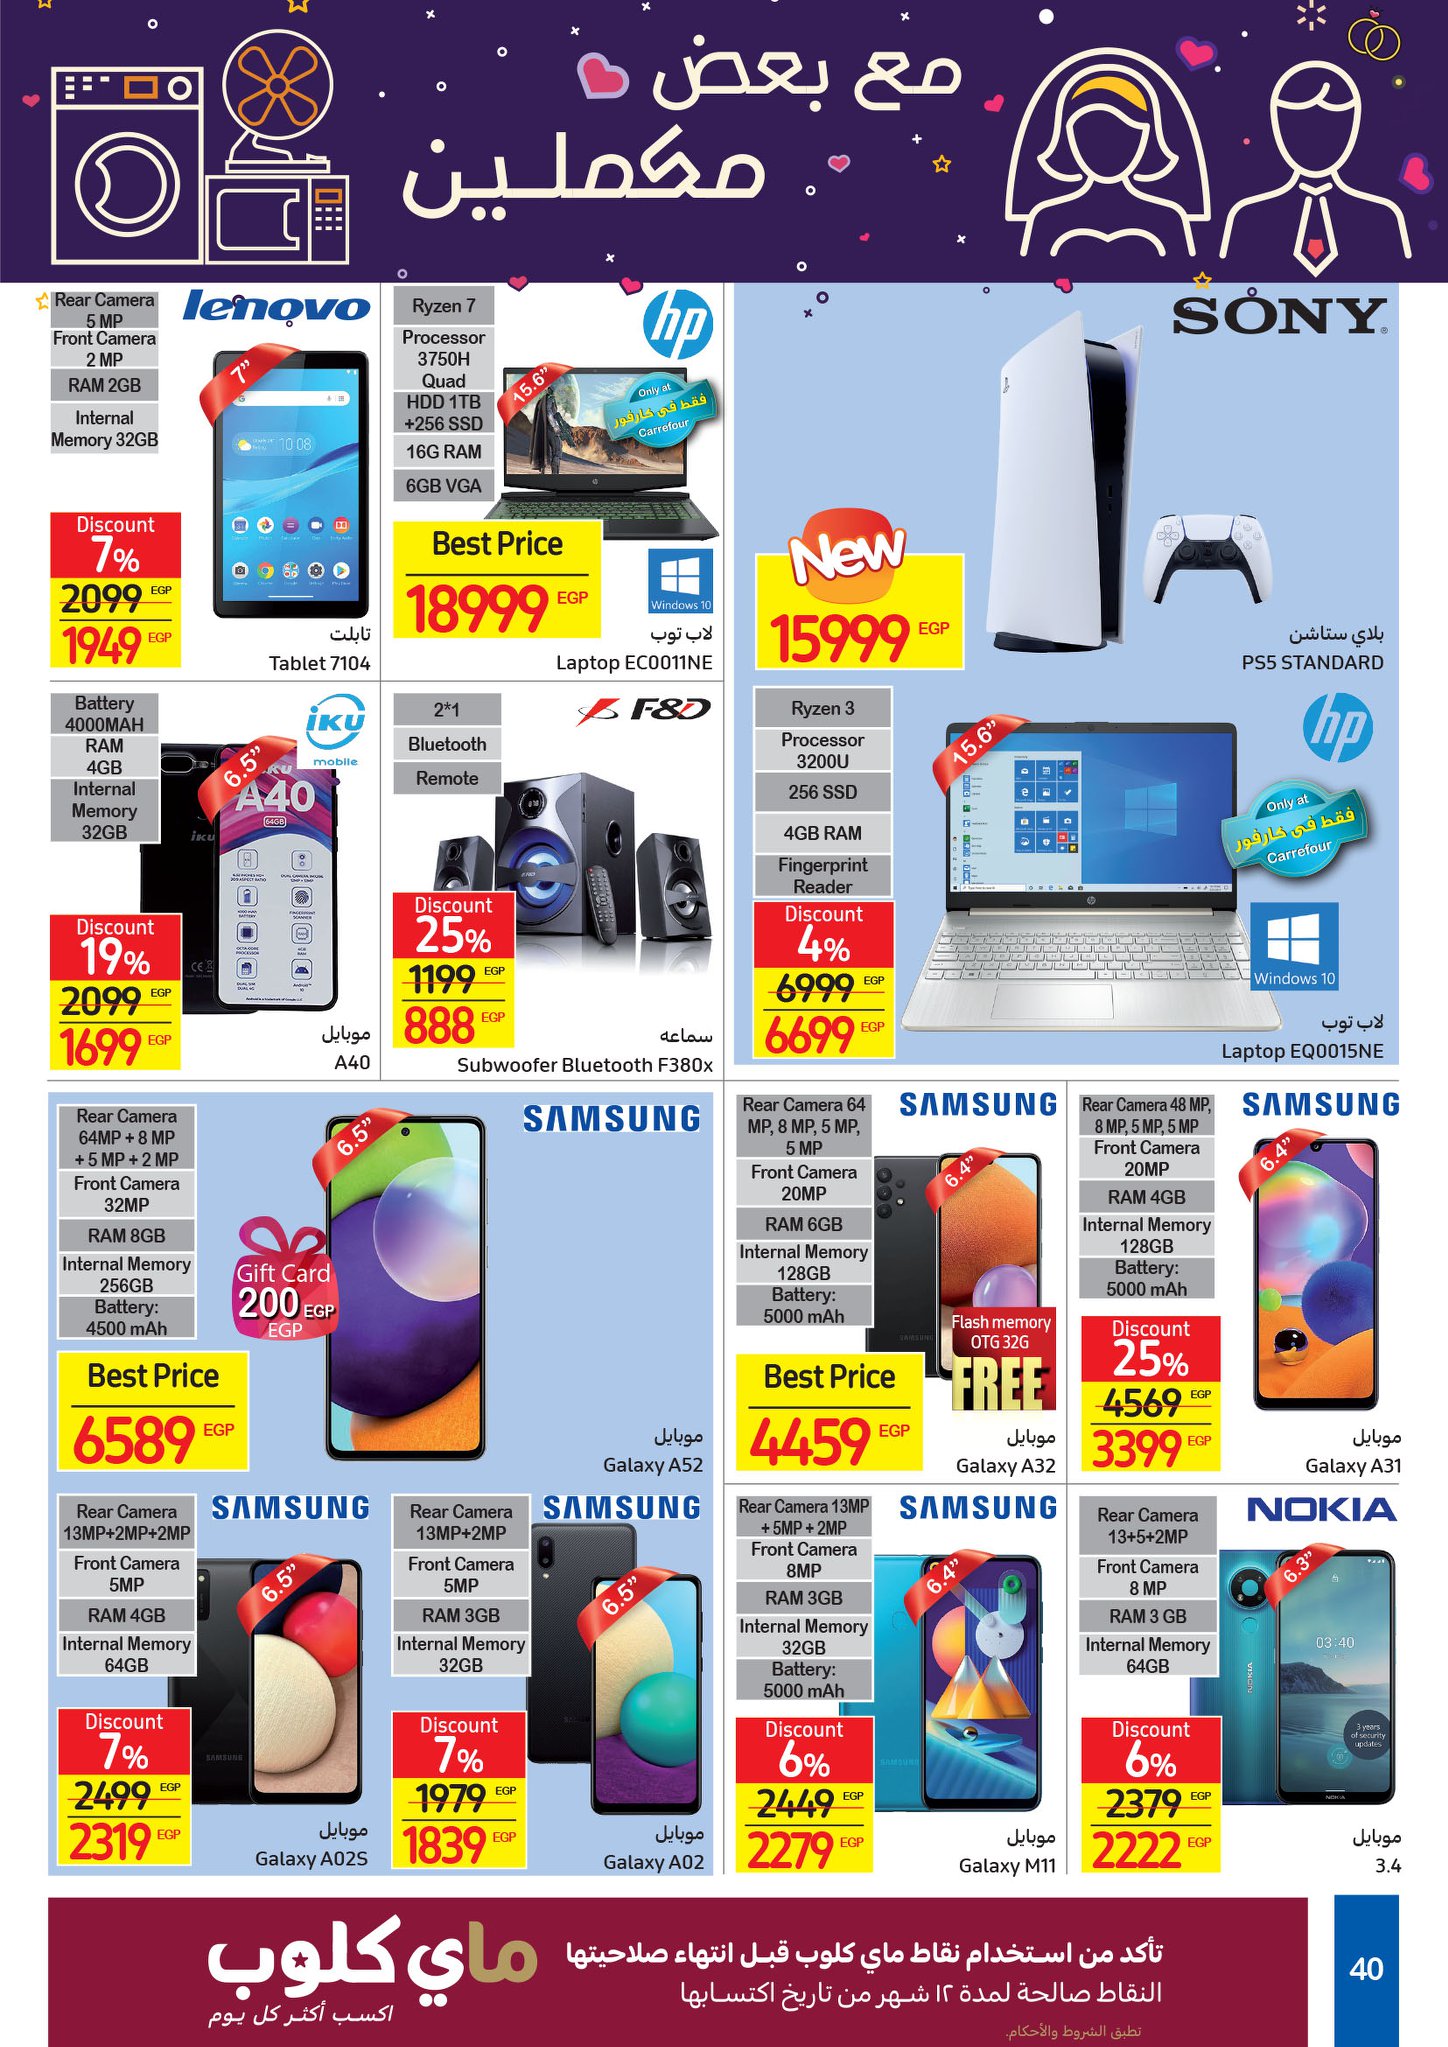 مع بعض
مكملين
Rear Camera
5 MP
Front Camera
2 MP
RAM 2GB
Internal
Memory 32GB
lenovo
7”
Discount
7%
2099 EGP
1949 EGP
تابلت
Tablet 7104
Ryzen 7
Processor
3750H
Quad
HDD 1TB
+256 SSD
16G RAM
6GB VGA
hp
15.6”
Only at
فقط في كارفور
Carrefour
Best Price
18999 EGP
Windows 10
لاب توب
Laptop EC0011NE
SONY
New
15999 EGP
بلاي ستاشن
PS5 STANDARD
Battery
4000MAH
RAM
4GB
Internal
Memory
32GB
iKU
mobile
6.5”
A40
64GB
iKU
Discount
19%
2099 EGP
1699 EGP
موبايل
A40
2*1
Bluetooth
Remote
F&D
Discount
25%
1199 EGP
888 EGP
سماعه
Subwoofer Bluetooth F380x
Ryzen 3
Processor
3200U
256 SSD
4GB RAM
Fingerprint
Reader
hp
15.6”
Only at
فقط في كارفور
Carrefour
Discount
4%
6999 EGP
6699 EGP
Windows 10
لاب توب
Laptop EQ0015NE
Rear Camera
64MP + 8 MP
+ 5 MP + 2 MP
Front Camera
32MP
RAM 8GB
Internal Memory
256GB
Battery:
4500 mAh
SAMSUNG
6.5”
Gift Card
200 EGP
EGP
Best Price
6589 EGP
موبايل
Galaxy A52
Rear Camera 64
MP, 8 MP, 5 MP,
5 MP
Front Camera
20MP
RAM 6GB
Internal Memory
128GB
Battery:
5000 mAh
SAMSUNG
6.4”
SAMSUNG
Flash memory
OTG 32G
FREE
Best Price
4459 EGP
موبايل
Galaxy A32
Rear Camera 48 MP,
8 MP, 5 MP, 5 MP
Front Camera
20MP
RAM 4GB
Internal Memory
128GB
Battery:
5000 mAh
SAMSUNG
6.4”
Discount
25%
4569 EGP
3399 EGP
موبايل
Galaxy A31
Rear Camera
13MP+2MP+2MP
Front Camera
5MP
RAM 4GB
Internal Memory
64GB
SAMSUNG
6.5”
SAMSUNG
Discount
7%
2499 EGP
2319 EGP
موبايل
Galaxy A02S
Rear Camera
13MP+2MP
Front Camera
5MP
RAM 3GB
Internal Memory
32GB
SAMSUNG
6.5”
Discount
7%
1979 EGP
1839 EGP
موبايل
Galaxy A02
Rear Camera 13MP
+ 5MP + 2MP
Front Camera
8MP
RAM 3GB
Internal Memory
32GB
Battery:
5000 mAh
SAMSUNG
6.4”
Discount
6%
2449 EGP
2279 EGP
موبايل
Galaxy M11
Rear Camera
13+5+2MP
Front Camera
8 MP
RAM 3 GB
Internal Memory
64GB
NOKIA
6.3”
03:40
NOKIA
3 years
of security
updates
NOKIA
Discount
6%
2379 EGP
2222 EGP
موبايل
3.4
ماي كلوب
اكسب أكثر كل يوم
تأكد من استخدام نقاط ماي كلوب قبل انتهاء صلاحيتها
النقاط صالحة لمدة ١٢ شهر من تاريخ اكتسابها
تطبق الشروط والأحكام.
40